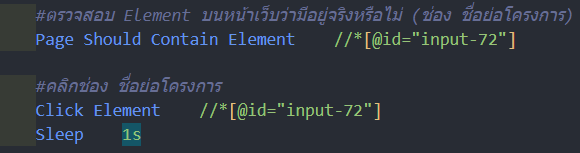 #ตรวจสอบ Element บนหน้าเว็บว่ามีอยู่จริงหรือไม่ (ช่อง ชื่อย่อโครงการ)
Page Should Contain Element    //*[@id="input-72"]
#คลิกช่อง ชื่อย่อโครงการ
Click Element    //*[@id="input-72"]
Sleep    1s